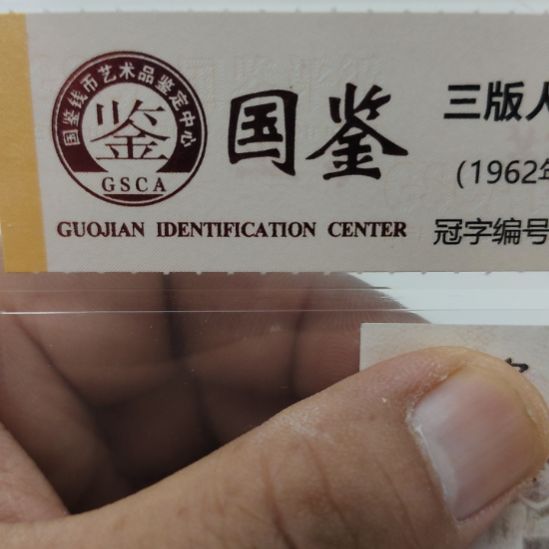 国鉴钱币艺术品鉴定中心
鉴
GSCA
国鉴
GUOJIAN IDENTIFICATION CENTER
三版人
(1962年
冠字编号